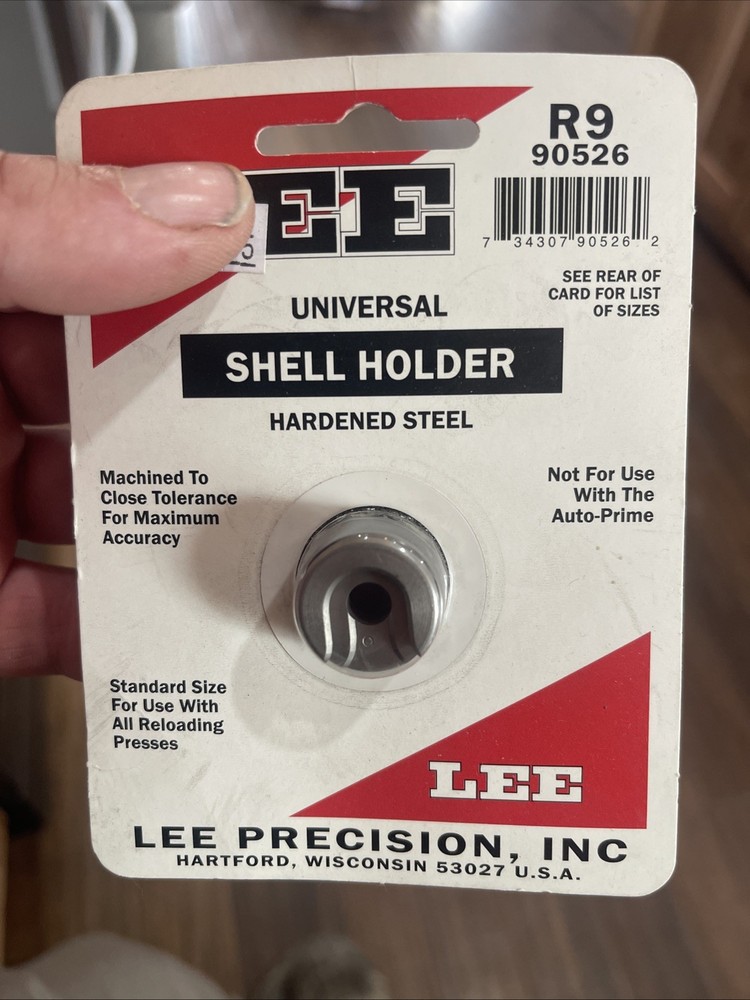 R9
90526
EE
7 34307 90526 2
UNIVERSAL
SEE REAR OF
CARD FOR LIST
OF SIZES
SHELL HOLDER
HARDENED STEEL
Machined To
Close Tolerance
For Maximum
Accuracy
Not For Use
With The
Auto-Prime
Standard Size
For Use With
All Reloading
Presses
LEE
LEE PRECISION, INC
HARTFORD, WISCONSIN 53027 U.S.A.